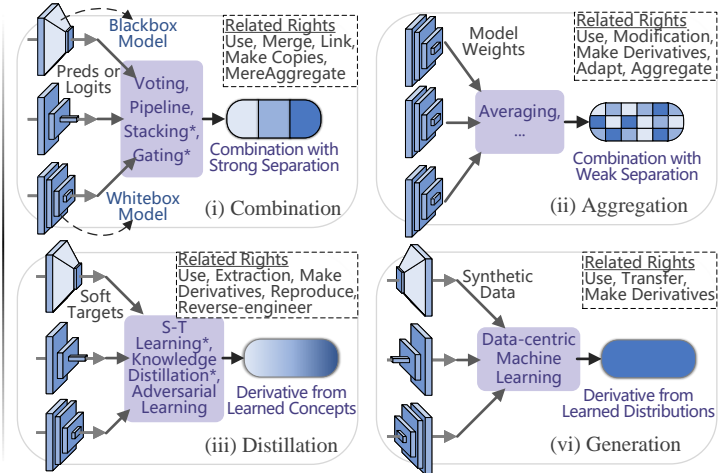 Blackbox
Model
Related Rights
Use, Merge, Link,
Make Copies,
MereAggregate
Preds or
Logits
Voting,
Pipeline,
Stacking*,
Gating*
Combination with
Strong Separation
Whitebox
Model
(i) Combination
Model
Weights
Related Rights
Use, Modification,
Make Derivatives,
Adapt, Aggregate
Averaging,
...
Combination with
Weak Separation
(ii) Aggregation
Related Rights
Use, Extraction, Make
Derivatives, Reproduce,
Reverse-engineer
Soft
Targets
S-T
Learning*,
Knowledge
Distillation*,
Adversarial
Learning
Derivative from
Learned Concepts
(iii) Distillation
Related Rights
Use, Transfer,
Make Derivatives
Synthetic
Data
Data-centric
Machine
Learning
Derivative from
Learned Distributions
(vi) Generation